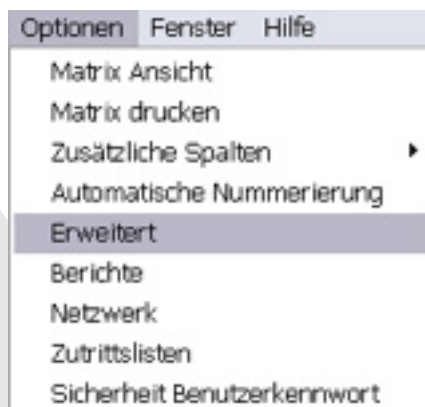 Optionen Fenster Hilfe
Matrix Ansicht
Matrix drucken
Zusätzliche Spalten
Automatische Nummerierung
Erweitert
Berichte
Netzwerk
Zutrittslisten
Sicherheit Benutzerkennwort